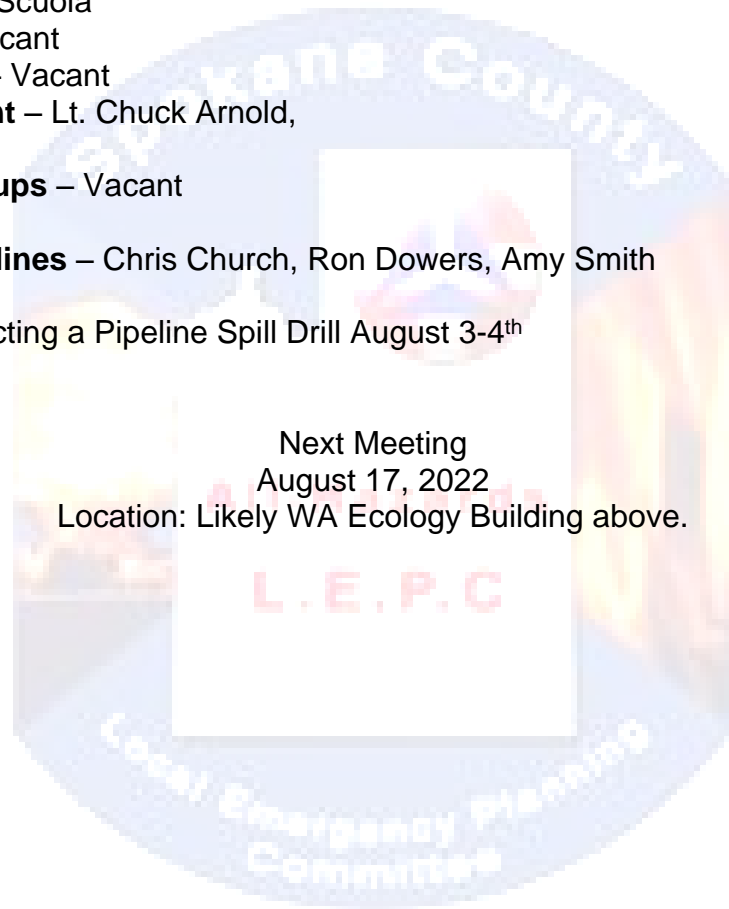 Scuola
cant
- Vacant
nt – Lt. Chuck Arnold,
ups – Vacant
lines – Chris Church, Ron Dowers, Amy Smith
cting a Pipeline Spill Drill August 3-4th
Next Meeting
August 17, 2022
Location: Likely WA Ecology Building above.
Spokane County
All Hazards
L.E.P.C
Local Emergency Planning
Committee